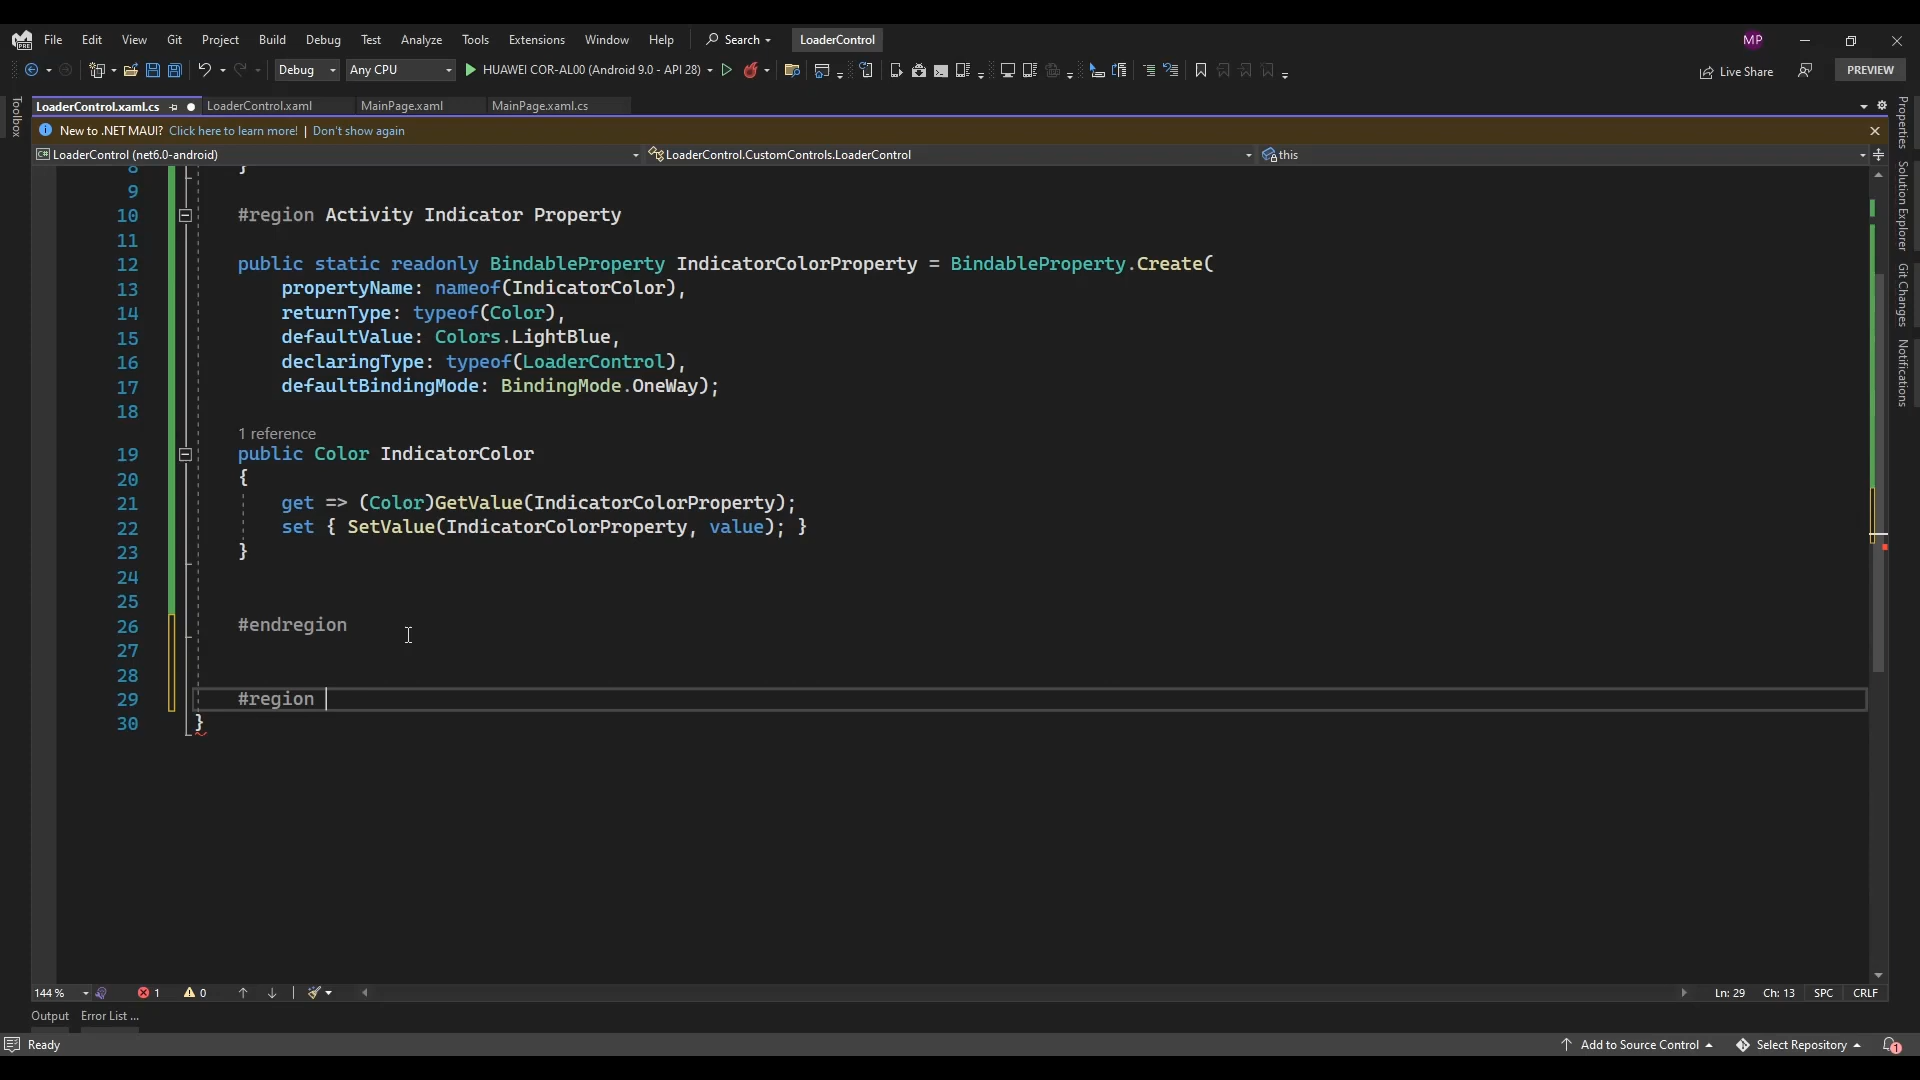 File Edit View Git Project Build Debug Test Analyze Tools Extensions Window Help Search LoaderControl MP
Debug Any CPU HUAWEI COR-AL00 (Android 9.0 - API 28) Live Share PREVIEW
LoaderControl.xaml.cs LoaderControl.xaml MainPage.xaml MainPage.xaml.cs
New to .NET MAUI? Click here to learn more! | Don't show again
LoaderControl (net6.0-android) LoaderControl.CustomControls.LoaderControl this
8 }
9
10 #region Activity Indicator Property
11
12 public static readonly BindableProperty IndicatorColorProperty = BindableProperty.Create(
13 propertyName: nameof(IndicatorColor),
14 returnType: typeof(Color),
15 defaultValue: Colors.LightBlue,
16 declaringType: typeof(LoaderControl),
17 defaultBindingMode: BindingMode.OneWay);
18
1 reference
19 public Color IndicatorColor
20 {
21 get => (Color)GetValue(IndicatorColorProperty);
22 set { SetValue(IndicatorColorProperty, value); }
23 }
24
25
26 #endregion
27
28
29 #region
30 }
Toolbox
Properties
Solution Explorer
Git Changes
Notifications
144 % 1 0 Ln: 29 Ch: 13 SPC CRLF
Output Error List ...
Ready Add to Source Control Select Repository 1